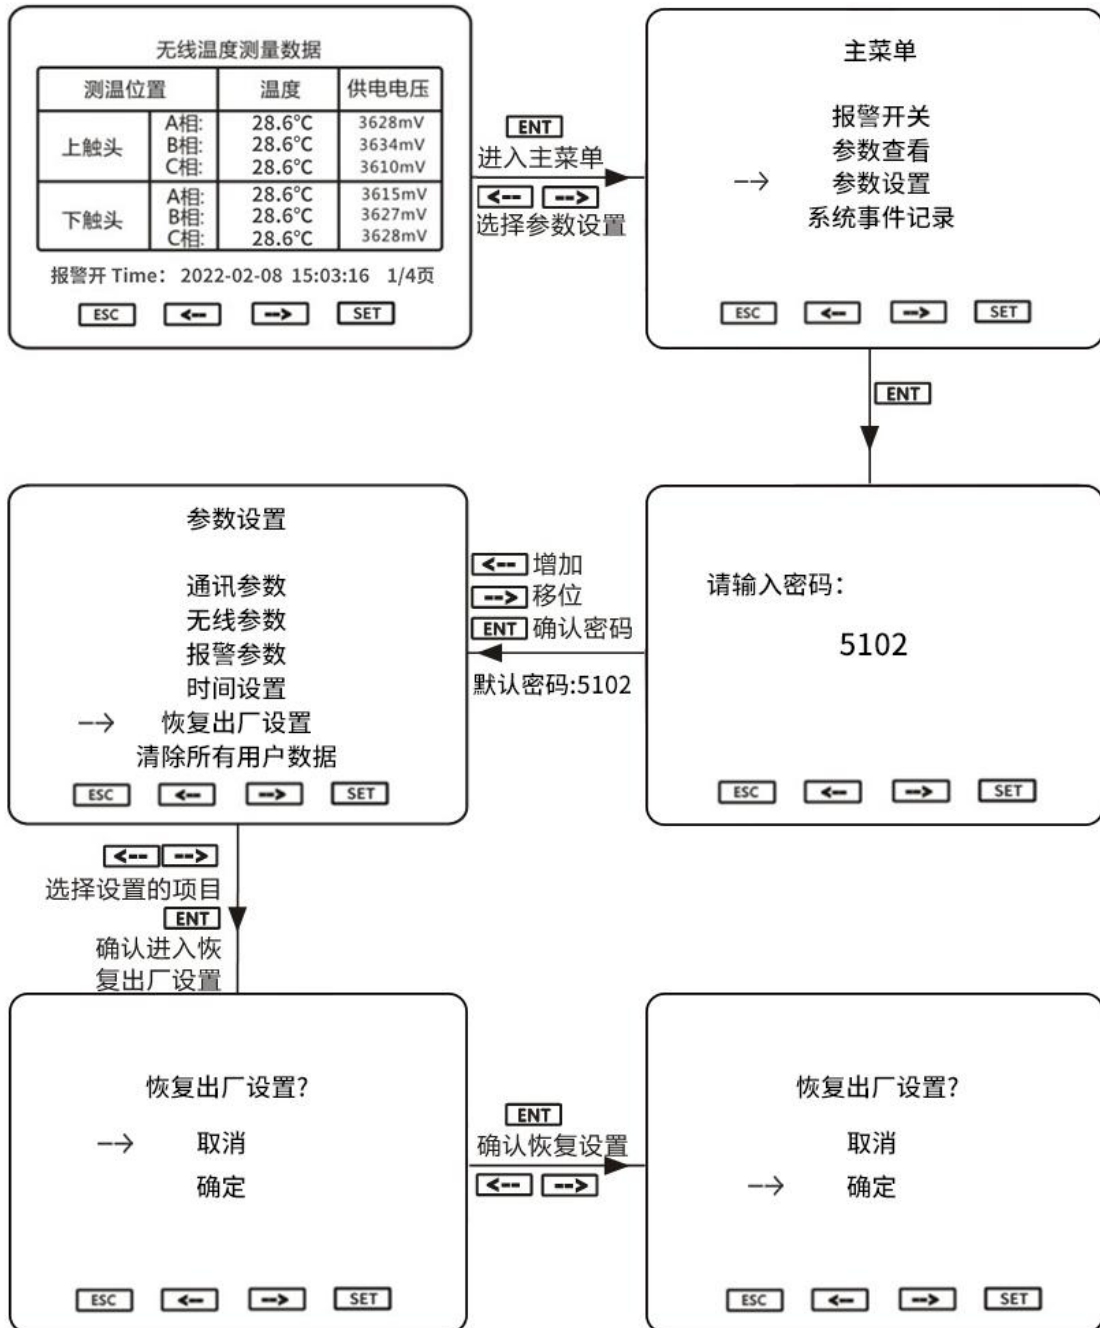 无线温度测量数据
测温位置 温度 供电电压
上触头 A相: 28.6°C 3628mV
B相: 28.6°C 3634mV
C相: 28.6°C 3610mV
下触头 A相: 28.6°C 3615mV
B相: 28.6°C 3627mV
C相: 28.6°C 3628mV
报警开 Time: 2022-02-08 15:03:16 1/4页
ESC <-- --> SET
ENT
进入主菜单
<-- -->
选择参数设置
主菜单
报警开关
参数查看
--> 参数设置
系统事件记录
ESC <-- --> SET
ENT
请输入密码:
5102
ESC <-- --> SET
<-- 增加
--> 移位
ENT 确认密码
默认密码:5102
参数设置
通讯参数
无线参数
报警参数
时间设置
--> 恢复出厂设置
清除所有用户数据
ESC <-- --> SET
<-- -->
选择设置的项目
ENT
确认进入恢
复出厂设置
恢复出厂设置?
--> 取消
确定
ESC <-- --> SET
ENT
确认恢复设置
<-- -->
恢复出厂设置?
取消
--> 确定
ESC <-- --> SET